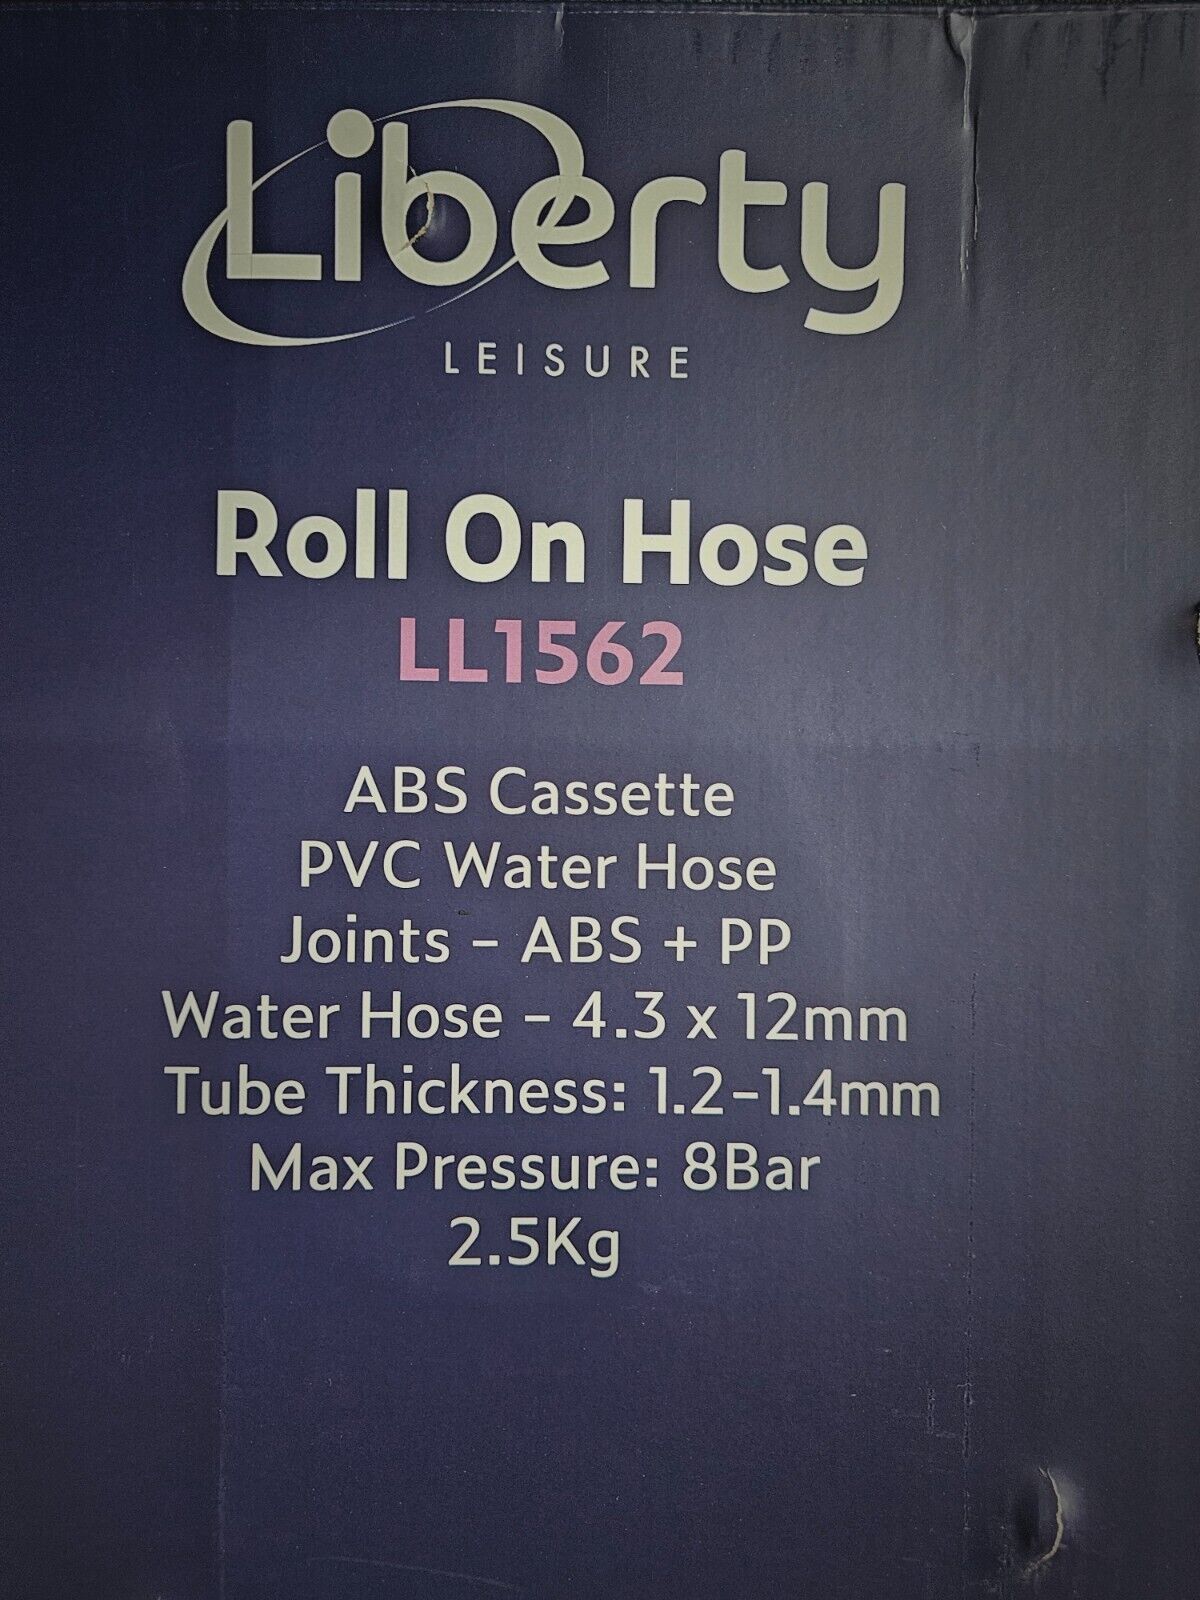 Liberty
LEISURE
Roll On Hose
LL1562
ABS Cassette
PVC Water Hose
Joints - ABS + PP
Water Hose - 4.3 x 12mm
Tube Thickness: 1.2-1.4mm
Max Pressure: 8Bar
2.5Kg